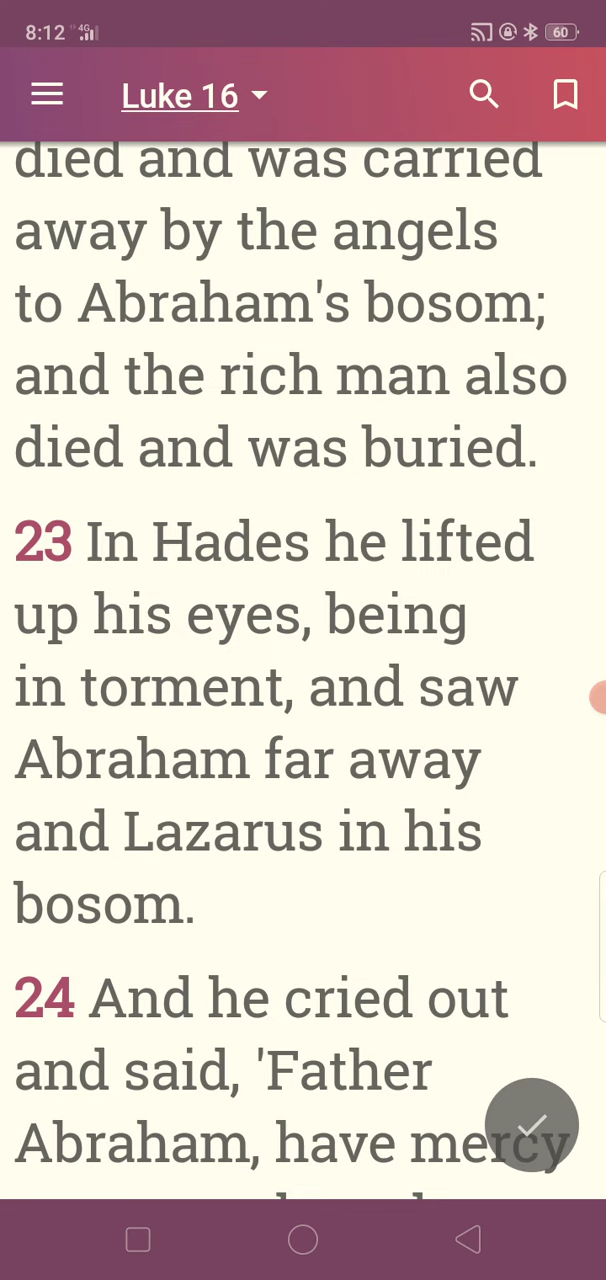 8:12 4G 60
Luke 16
died and was carried
away by the angels
to Abraham's bosom;
and the rich man also
died and was buried.
23 In Hades he lifted
up his eyes, being
in torment, and saw
Abraham far away
and Lazarus in his
bosom.
24 And he cried out
and said, 'Father
Abraham, have mercy